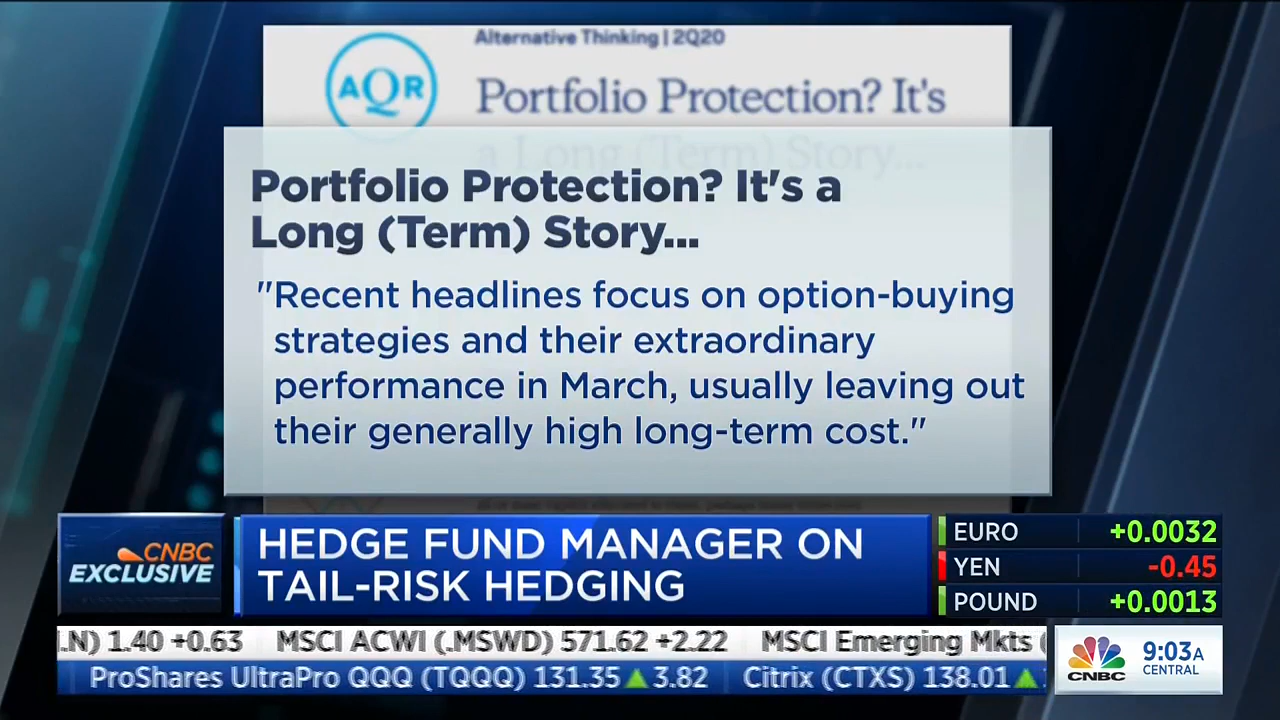 Alternative Thinking | 2Q20
AQR
Portfolio Protection? It's
a Long (Term) Story...
Portfolio Protection? It's a
Long (Term) Story...
"Recent headlines focus on option-buying
strategies and their extraordinary
performance in March, usually leaving out
their generally high long-term cost."
CNBC
EXCLUSIVE
HEDGE FUND MANAGER ON
TAIL-RISK HEDGING
EURO +0.0032
YEN -0.45
POUND +0.0013
.N) 1.40 +0.63 MSCI ACWI (.MSWD) 571.62 +2.22 MSCI Emerging Mkts (
ProShares UltraPro QQQ (TQQQ) 131.35 ▲ 3.82 Citrix (CTXS) 138.01 ▲
CNBC
9:03A
CENTRAL